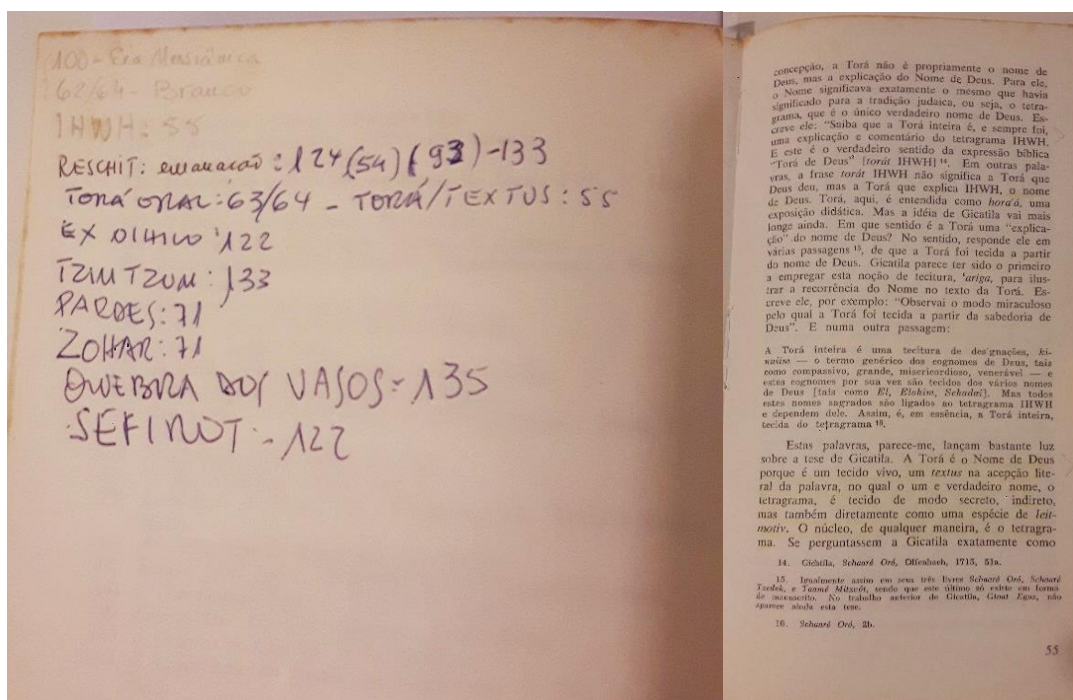 100 - Era Messiânica
62/64 - Branco
IHWH: 55
RESCHIT: emanação: 124 (54) (93) - 133
TORÁ ORAL: 63/64 - TORÁ/TEXTUS: 55
EX DIHILO: 122
TZIMTZUM: 133
PARDES: 71
ZOHAR: 71
QUEBRA DOS VASOS: 135
SEFIROT - 122
concepção, a Torá não é propriamente o nome de
Deus, mas a explicação do Nome de Deus. Para ele,
o Nome significava exatamente o mesmo que havia
significado para a tradição judaica, ou seja, o tetra-
grama, que é o único verdadeiro nome de Deus. Es-
creve ele: "Saiba que a Torá inteira é, e sempre foi,
uma explicação e comentário do tetragrama IHWH.
E este é o verdadeiro sentido da expressão bíblica
"Torá de Deus" [torát IHWH] 14. Em outras pala-
vras, a frase torát IHWH não significa a Torá que
Deus deu, mas a Torá que explica IHWH, o nome
de Deus. Torá, aqui, é entendida como hora'á, uma
exposição didática. Mas a idéia de Gicatila vai mais
longe ainda. Em que sentido é a Torá uma "explica-
ção" do nome de Deus? No sentido, responde ele em
várias passagens 15, de que a Torá foi tecida a partir
do nome de Deus. Gicatila parece ter sido o primeiro
a empregar esta noção de tecitura, 'ariga, para ilus-
trar a recorrência do Nome no texto da Torá. Es-
creve ele, por exemplo: "Observai o modo miraculoso
pelo qual a Torá foi tecida a partir da sabedoria de
Deus". E numa outra passagem:
A Torá inteira é uma tecitura de designações, ki-
nuim — o termo genérico dos cognomes de Deus, tais
como compassivo, grande, misericordioso, venerável — e
estes cognomes por sua vez são tecidos dos vários nomes
de Deus [tais como El, Elohim, Schadai]. Mas todos
estes nomes sagrados são ligados ao tetragrama IHWH
e dependem dele. Assim, é, em essência, a Torá inteira,
tecida do tetragrama 16.
Estas palavras, parece-me, lançam bastante luz
sobre a tese de Gicatila. A Torá é o Nome de Deus
porque é um tecido vivo, um textus na acepção lite-
ral da palavra, no qual o um e verdadeiro nome, o
tetragrama, é tecido de modo secreto, indireto,
mas também diretamente como uma espécie de leit-
motiv. O núcleo, de qualquer maneira, é o tetragra-
ma. Se perguntassem a Gicatila exatamente como
14. Gicatila, Schaaré Orá, Offenbach, 1715, 51a.
15. Igualmente assim em seus três livros Schaaré Orá, Schaaré
Tzedek, e Taamé Mitzvót, sendo que este último só existe em forma
de manuscrito. No trabalho anterior de Gicatila, Ginat Egoz, não
aparece ainda esta tese.
16. Schaaré Orá, 2b.
55